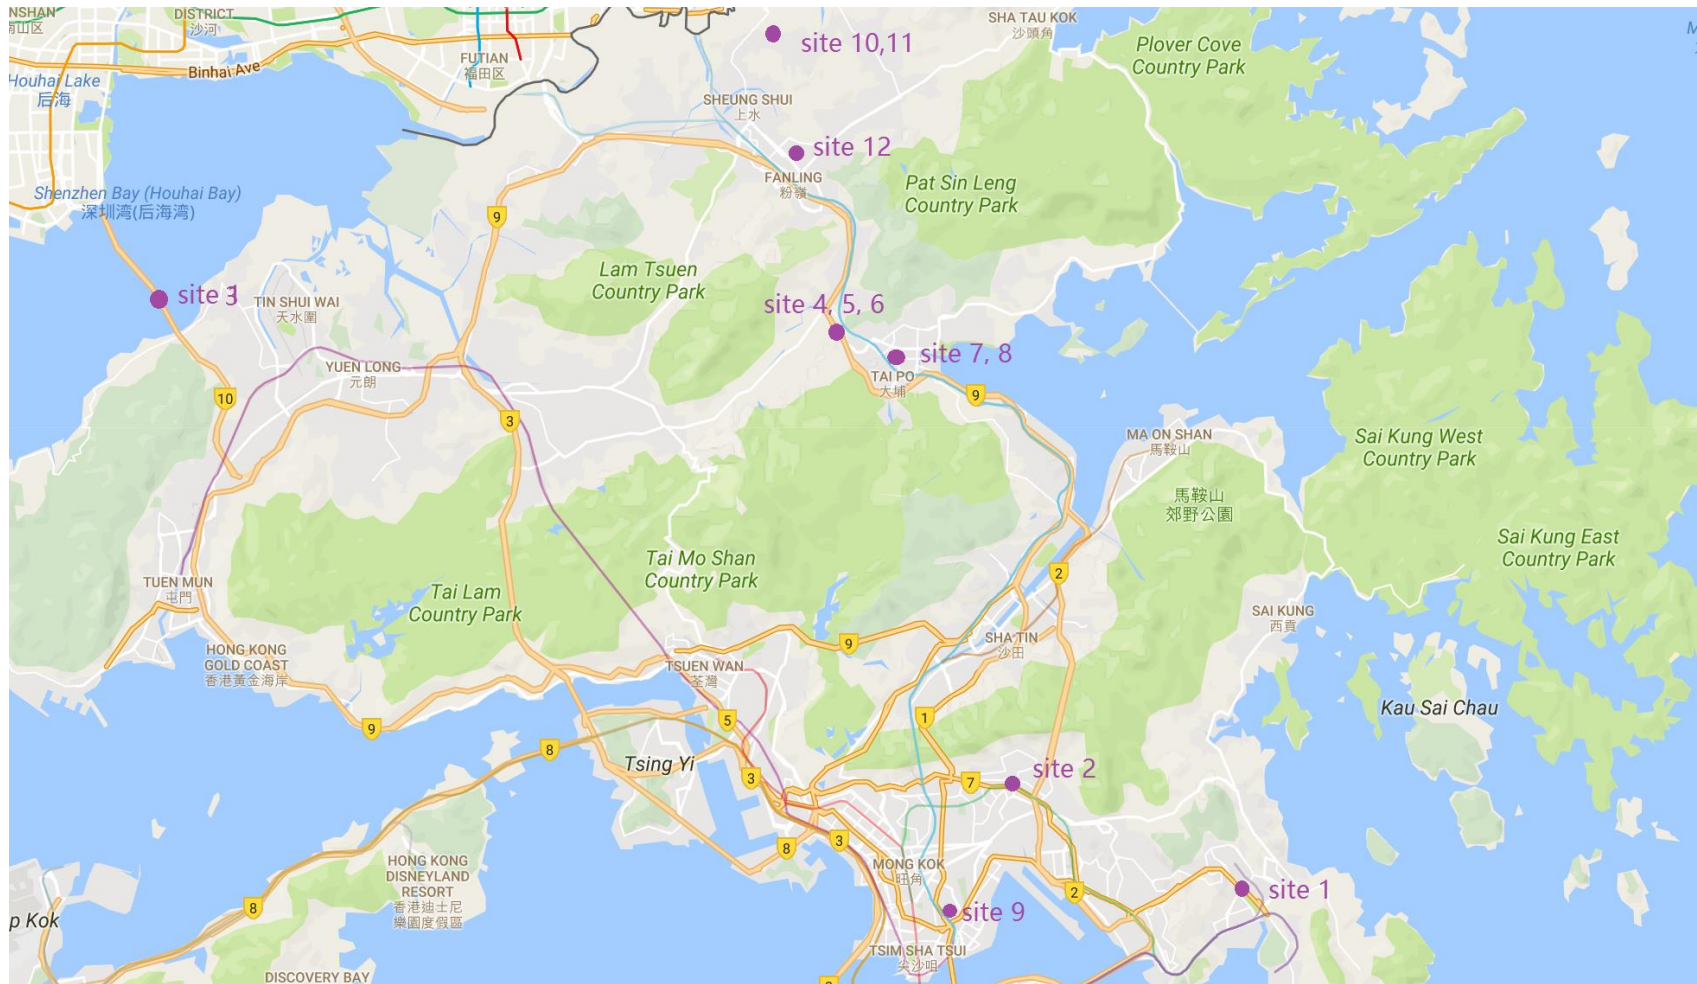 NSHAN
山区
DISTRICT
沙河
Binhai Ave
FUTIAN
福田区
site 10,11
SHA TAU KOK
沙頭角
Plover Cove
Country Park
M
Houhai Lake
后海
SHEUNG SHUI
上水
site 12
FANLING
粉嶺
Pat Sin Leng
Country Park
Shenzhen Bay (Houhai Bay)
深圳湾(后海湾)
9
Lam Tsuen
Country Park
site 3
TIN SHUI WAI
天水圍
site 4, 5, 6
site 7, 8
TAI PO
大埔
YUEN LONG
元朗
10
9
3
MA ON SHAN
馬鞍山
Sai Kung West
Country Park
馬鞍山
郊野公園
Sai Kung East
Country Park
Tai Mo Shan
Country Park
TUEN MUN
屯門
Tai Lam
Country Park
2
SAI KUNG
西貢
HONG KONG
GOLD COAST
香港黃金海岸
9
SHA TIN
沙田
TSUEN WAN
荃灣
Kau Sai Chau
9
5
1
8
Tsing Yi
3
7
site 2
8
3
HONG KONG
DISNEYLAND
RESORT
香港迪士尼
樂園度假區
MONG KOK
旺角
2
site 1
8
site 9
p Kok
TSIM SHA TSUI
尖沙咀
DISCOVERY BAY